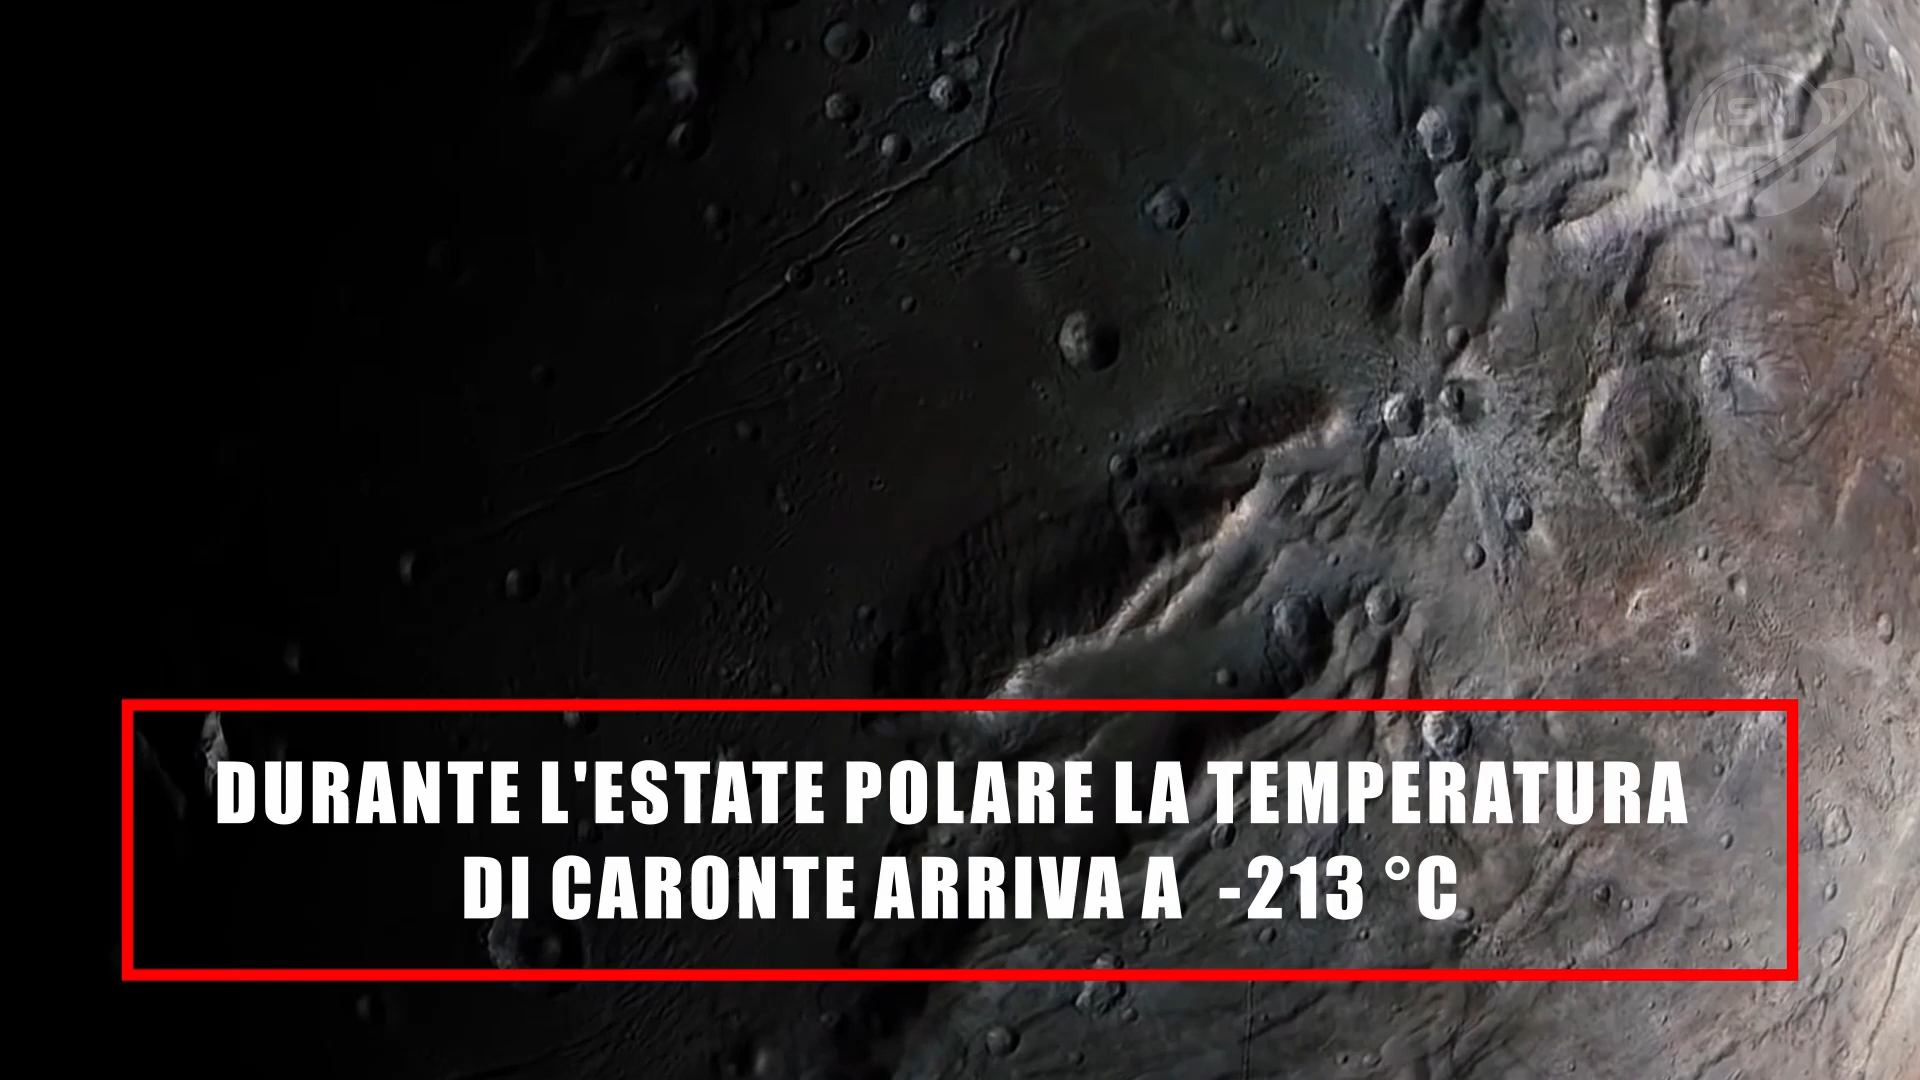 DURANTE L'ESTATE POLARE LA TEMPERATURA
DI CARONTE ARRIVA A -213 °C